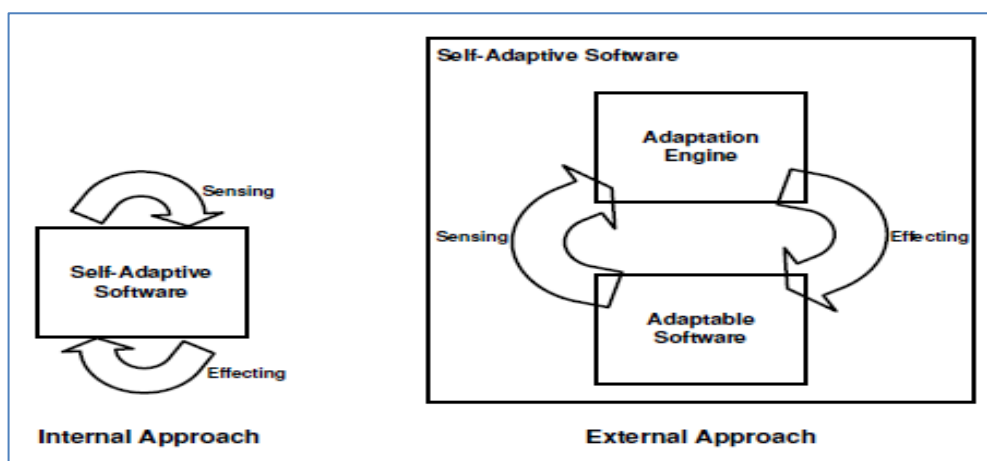 Sensing
Self-Adaptive
Software
Effecting
Internal Approach
Self-Adaptive Software
Adaptation
Engine
Sensing
Effecting
Adaptable
Software
External Approach